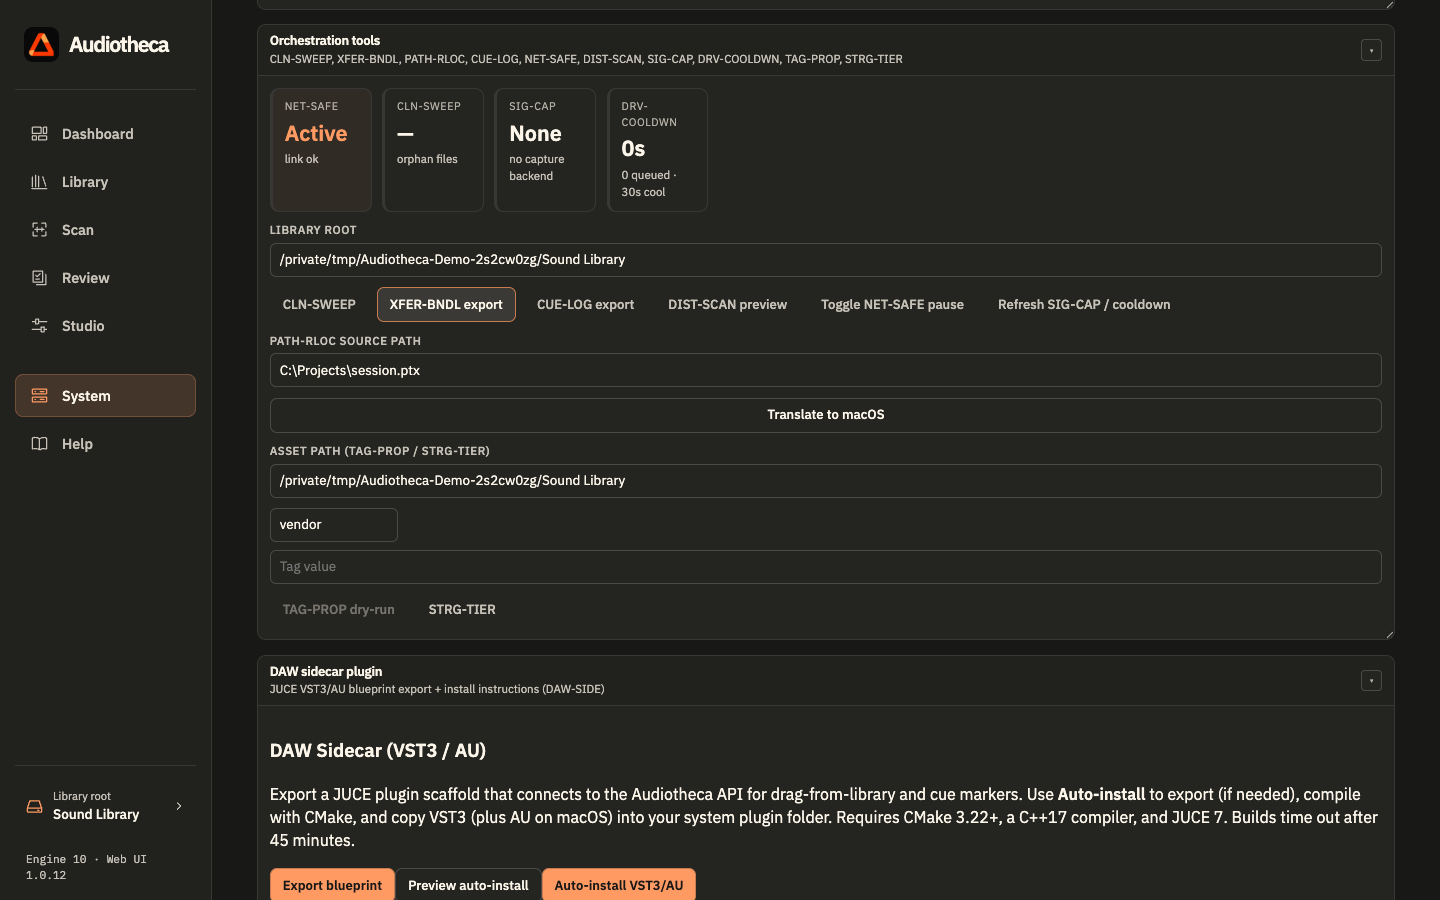 Audiotheca
Dashboard
Library
Scan
Review
Studio
System
Help
Library root
Sound Library
Engine 10 · Web UI
1.0.12
Orchestration tools
CLN-SWEEP, XFER-BNDL, PATH-RLOC, CUE-LOG, NET-SAFE, DIST-SCAN, SIG-CAP, DRV-COOLDWN, TAG-PROP, STRG-TIER
NET-SAFE
Active
link ok
CLN-SWEEP
—
orphan files
SIG-CAP
None
no capture
backend
DRV-
COOLDWN
0s
0 queued ·
30s cool
LIBRARY ROOT
/private/tmp/Audiotheca-Demo-2s2cw0zg/Sound Library
CLN-SWEEP XFER-BNDL export CUE-LOG export DIST-SCAN preview Toggle NET-SAFE pause Refresh SIG-CAP / cooldown
PATH-RLOC SOURCE PATH
C:\Projects\session.ptx
Translate to macOS
ASSET PATH (TAG-PROP / STRG-TIER)
/private/tmp/Audiotheca-Demo-2s2cw0zg/Sound Library
vendor
Tag value
TAG-PROP dry-run STRG-TIER
DAW sidecar plugin
JUCE VST3/AU blueprint export + install instructions (DAW-SIDE)
DAW Sidecar (VST3 / AU)
Export a JUCE plugin scaffold that connects to the Audiotheca API for drag-from-library and cue markers. Use Auto-install to export (if needed), compile
with CMake, and copy VST3 (plus AU on macOS) into your system plugin folder. Requires CMake 3.22+, a C++17 compiler, and JUCE 7. Builds time out after
45 minutes.
Export blueprint Preview auto-install Auto-install VST3/AU